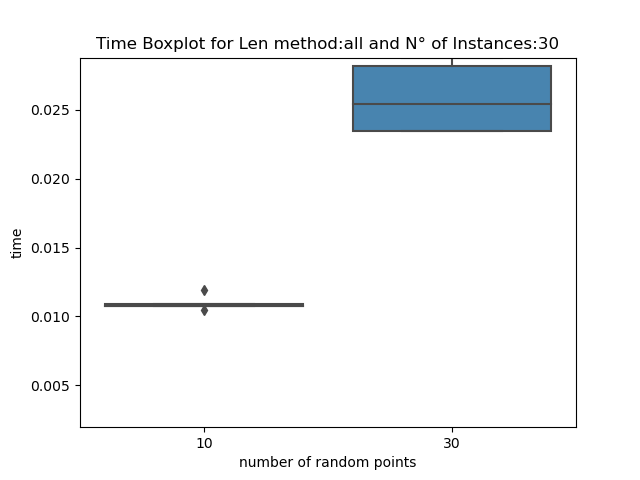 Time Boxplot for Len method:all and N° of Instances:30
0.025
0.020
0.015
0.010
0.005
time
10 30
number of random points